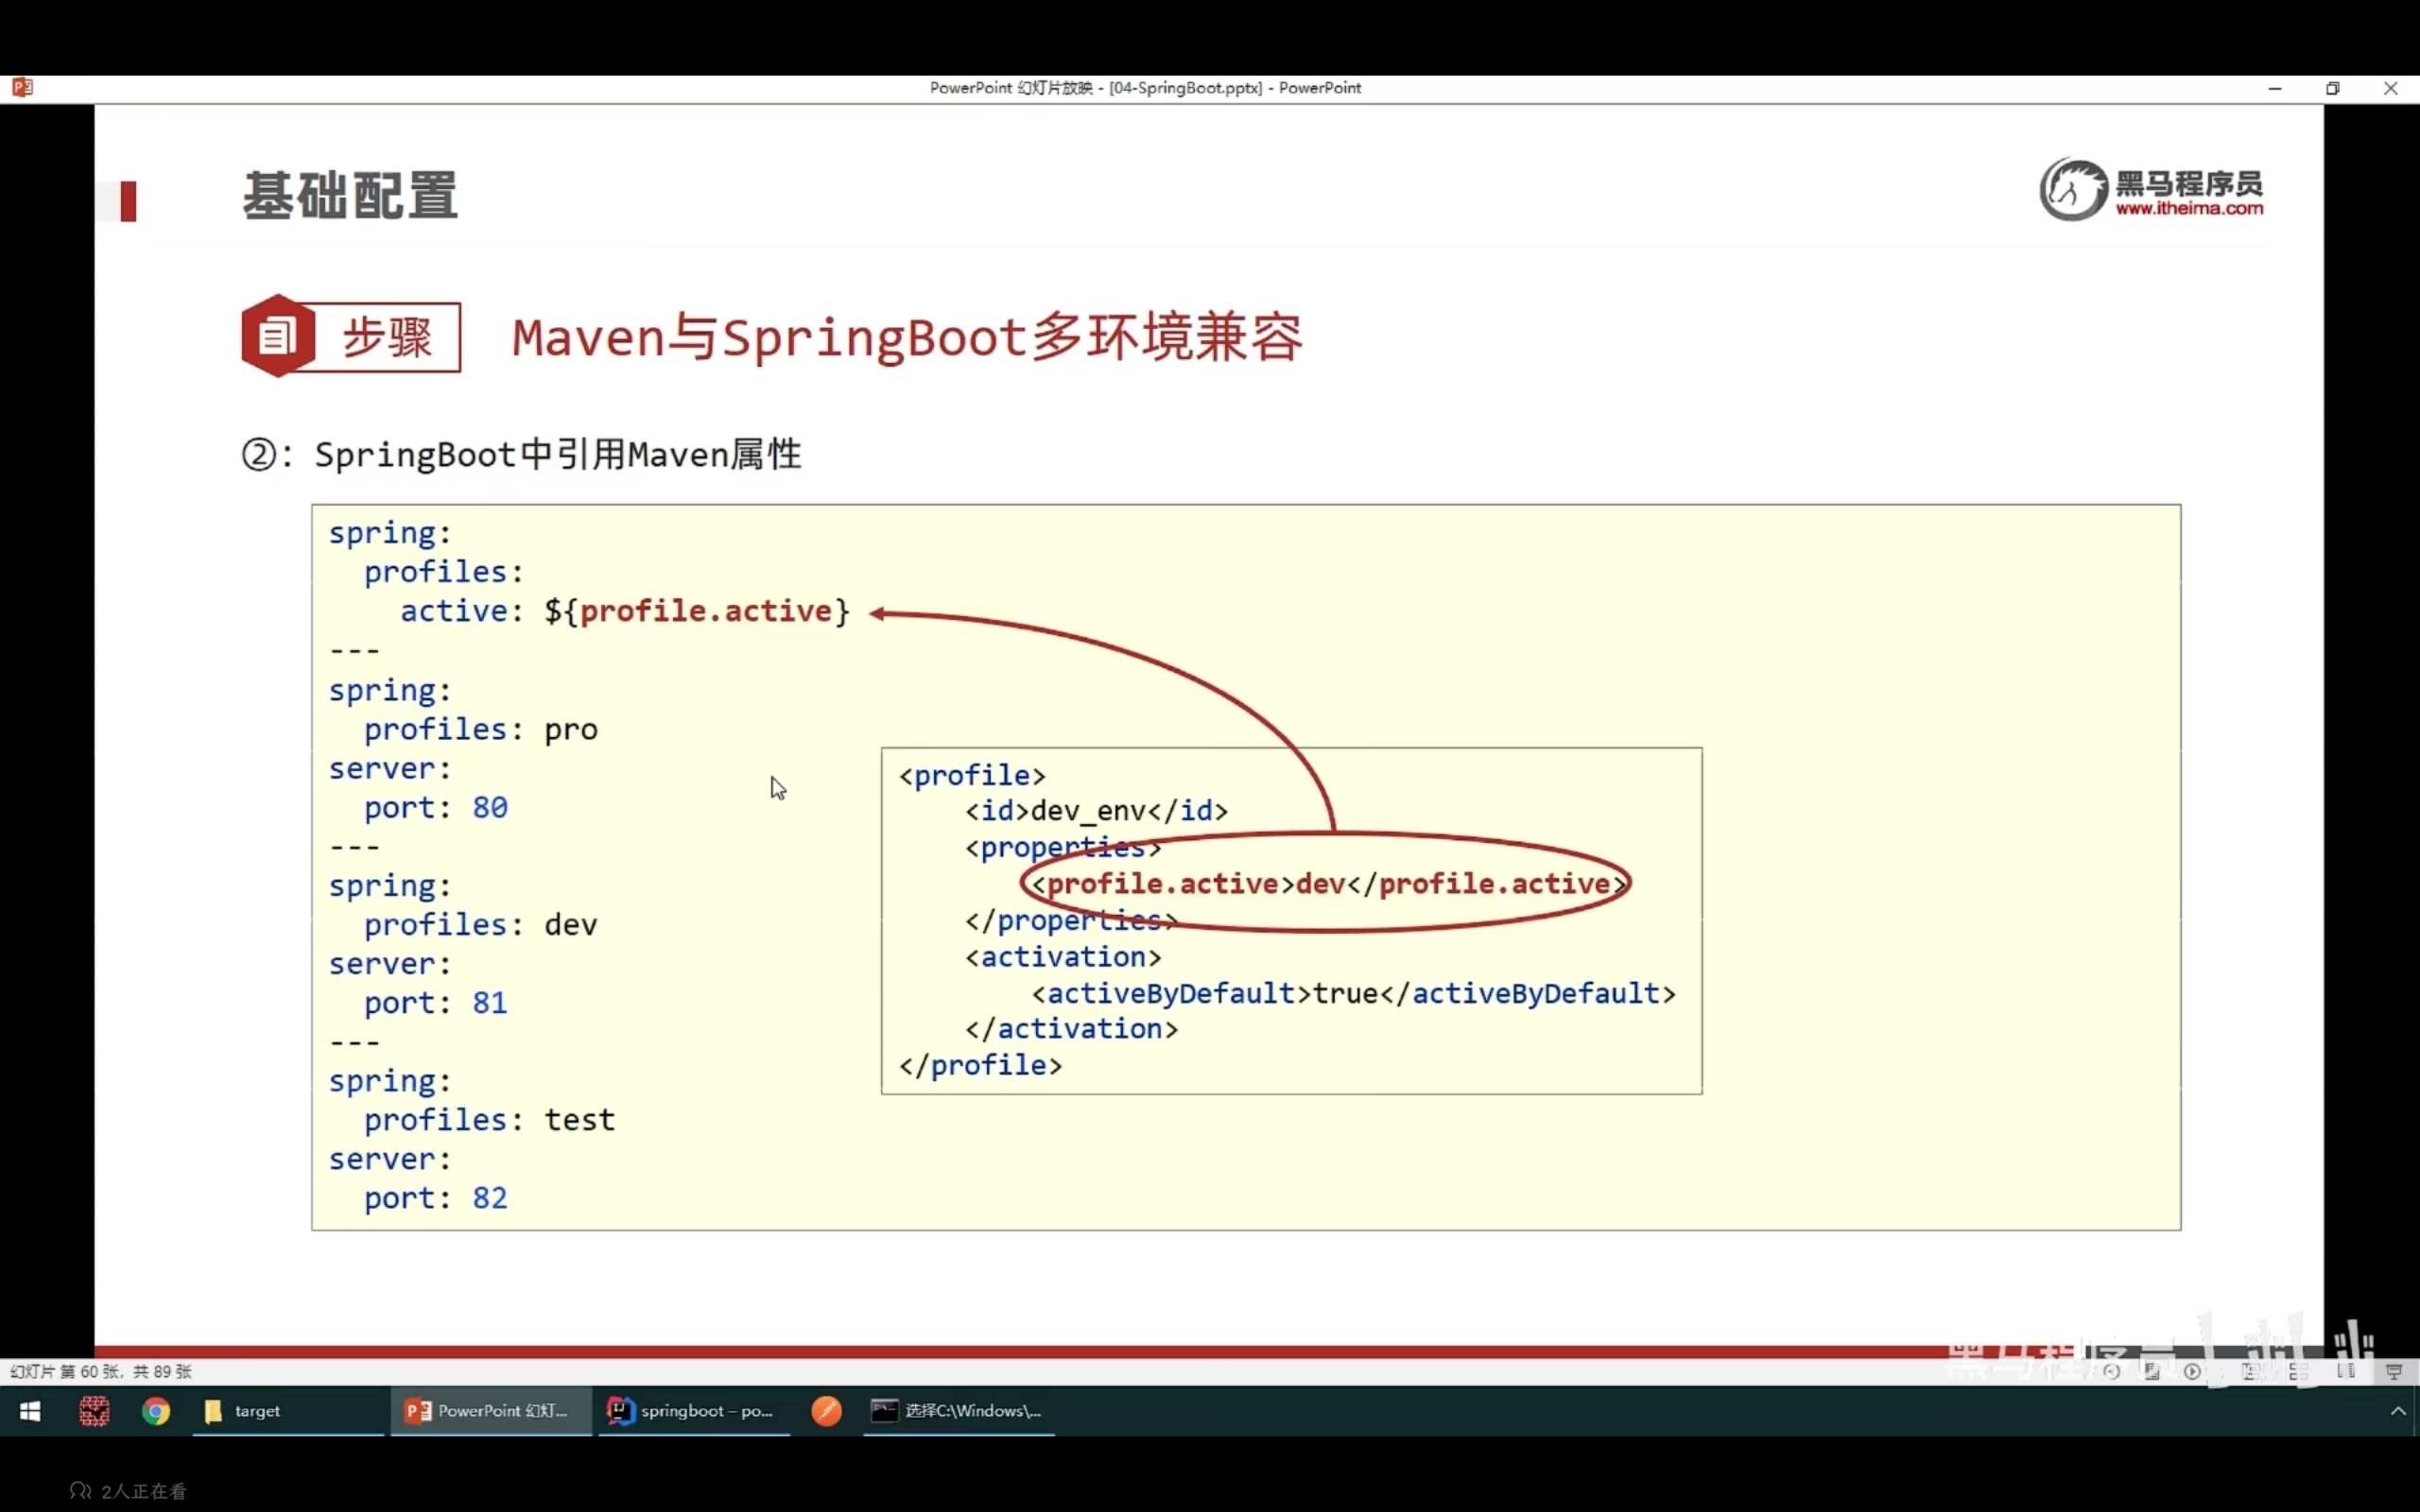 PowerPoint 幻灯片放映 - [04-SpringBoot.pptx] - PowerPoint
基础配置
黑马程序员
www.itheima.com
步骤
Maven与SpringBoot多环境兼容
②：SpringBoot中引用Maven属性
spring:
  profiles:
    active: ${profile.active}
---
spring:
  profiles: pro
server:
  port: 80
---
spring:
  profiles: dev
server:
  port: 81
---
spring:
  profiles: test
server:
  port: 82
<profile>
    <id>dev_env</id>
    <properties>
        <profile.active>dev</profile.active>
    </properties>
    <activation>
        <activeByDefault>true</activeByDefault>
    </activation>
</profile>
黑马程序员
幻灯片 第 60 张，共 89 张
target
PowerPoint 幻灯...
springboot – po...
选择C:\Windows\...
2人正在看